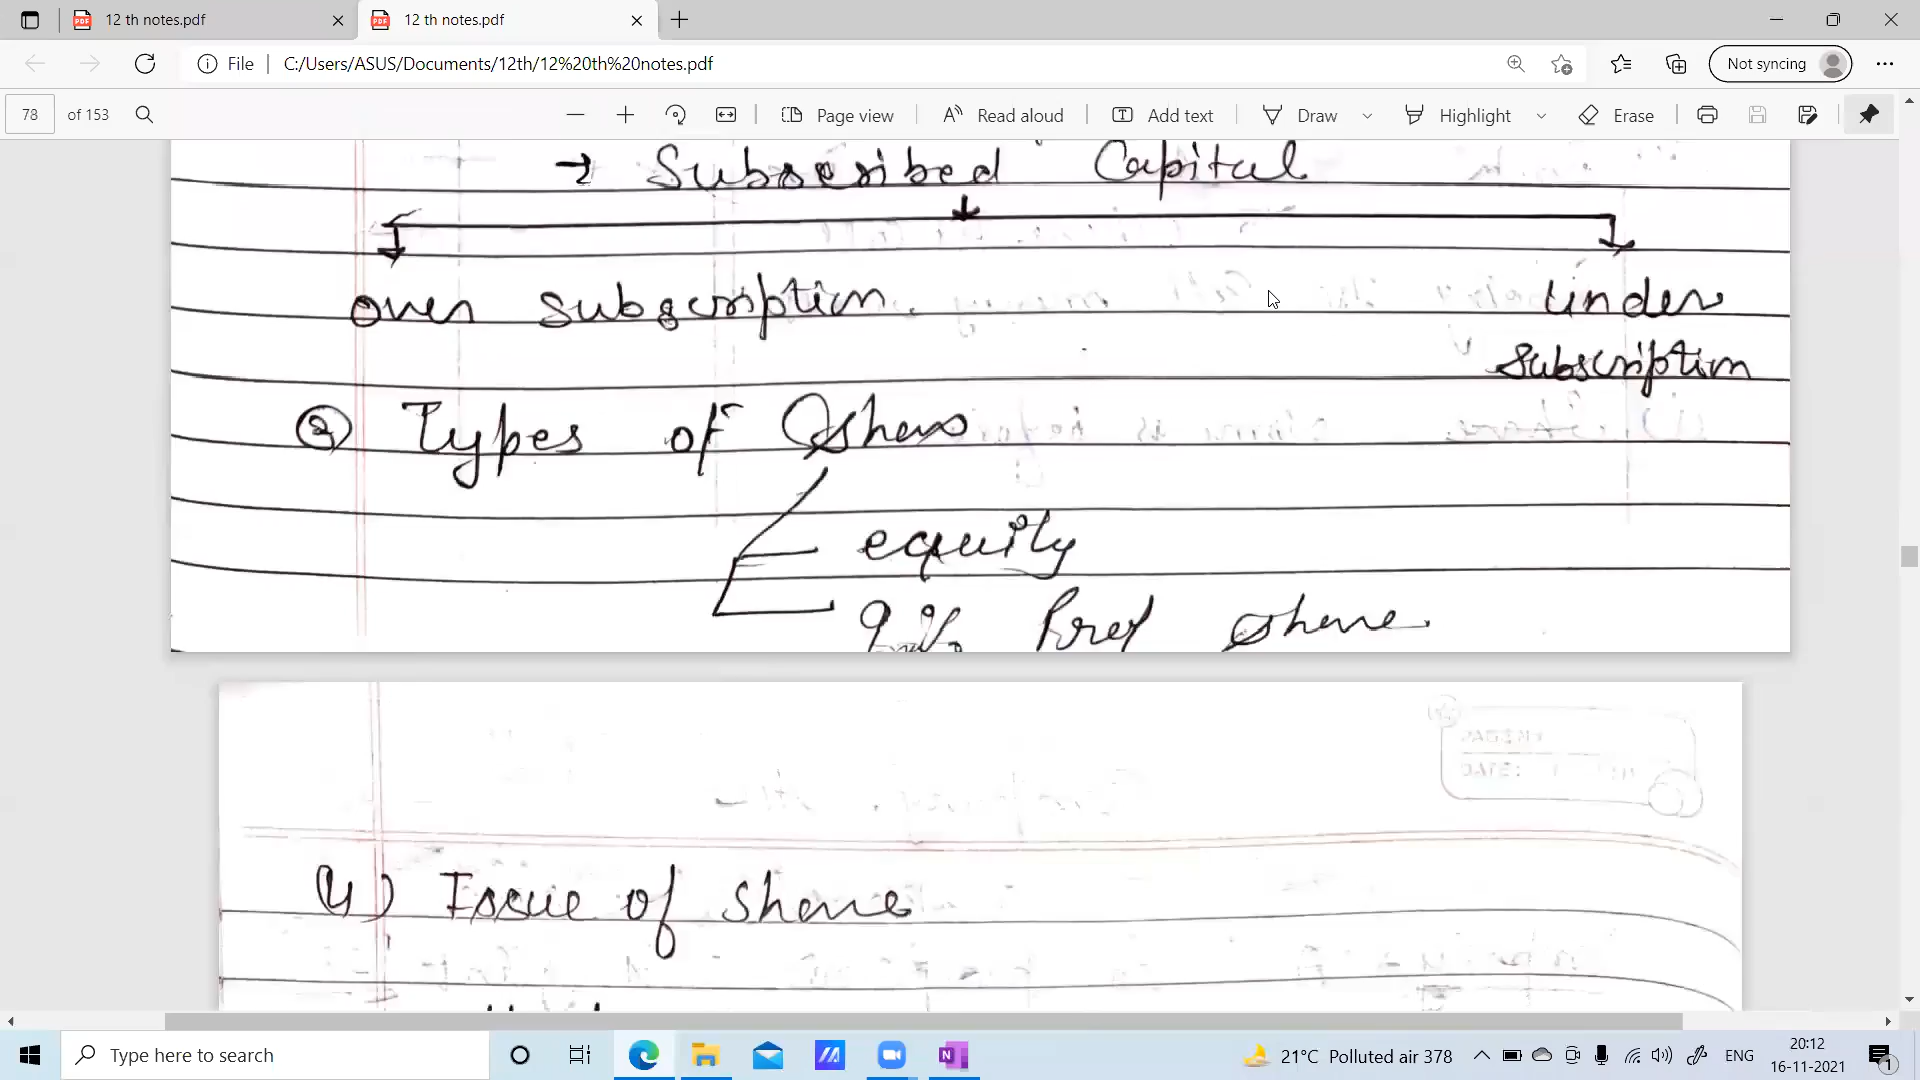 12 th notes.pdf
12 th notes.pdf
File
C:/Users/ASUS/Documents/12th/12%20th%20notes.pdf
Not syncing
78 of 153
Page view
Read aloud
Add text
Draw
Highlight
Erase
→ Subscribed Capital
over subscription.
Under
subscription
Types of share
equity
9% Pref share.
4) Issue of share
Type here to search
21°C Polluted air 378
ENG
20:12
16-11-2021
1